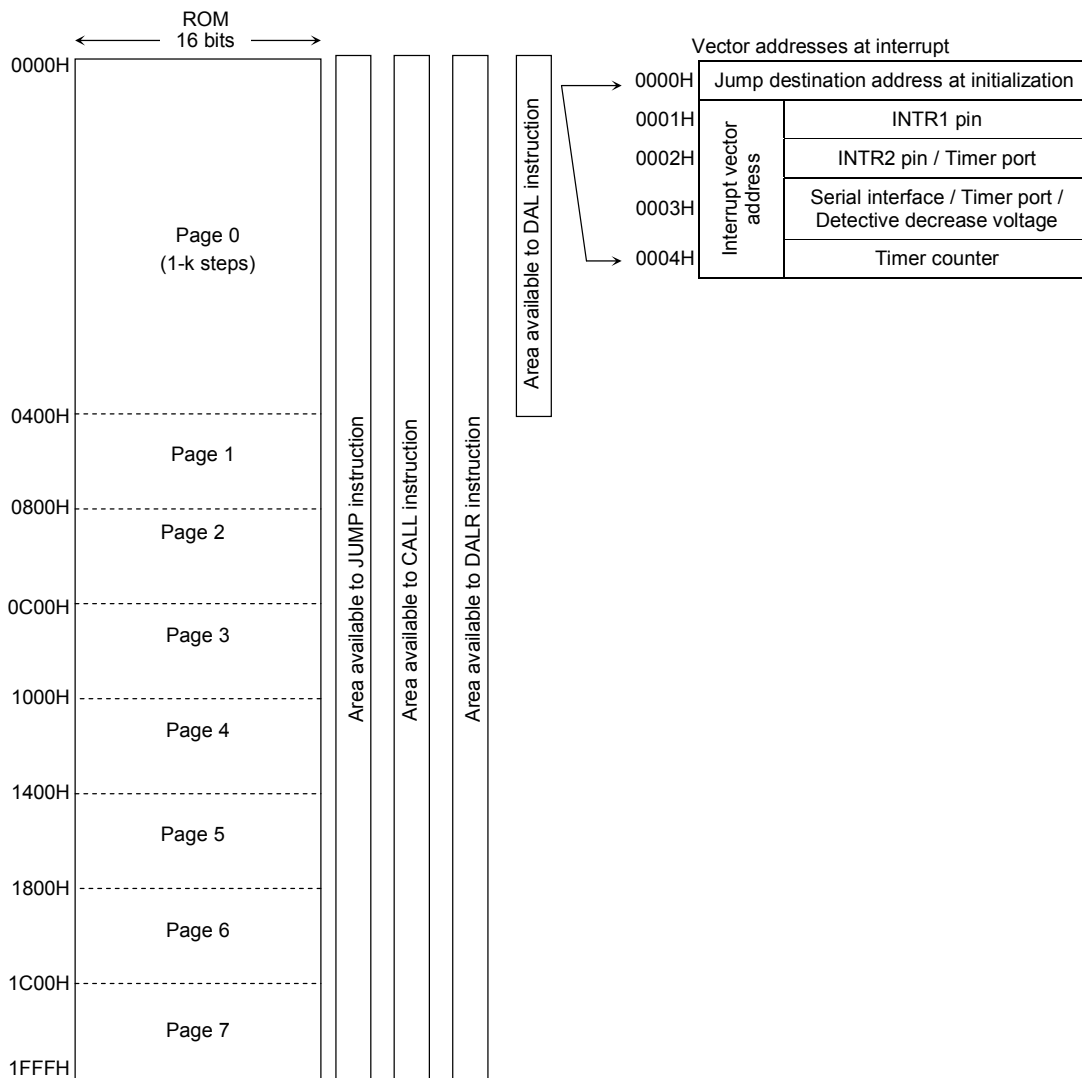 ROM
16 bits
0000H
Page 0
(1-k steps)
0400H
Page 1
0800H
Page 2
0C00H
Page 3
1000H
Page 4
1400H
Page 5
1800H
Page 6
1C00H
Page 7
1FFFH
Area available to JUMP instruction
Area available to CALL instruction
Area available to DALR instruction
Area available to DAL instruction
Vector addresses at interrupt
0000H Jump destination address at initialization
Interrupt vector
address
0001H INTR1 pin
0002H INTR2 pin / Timer port
0003H Serial interface / Timer port /
Detective decrease voltage
0004H Timer counter